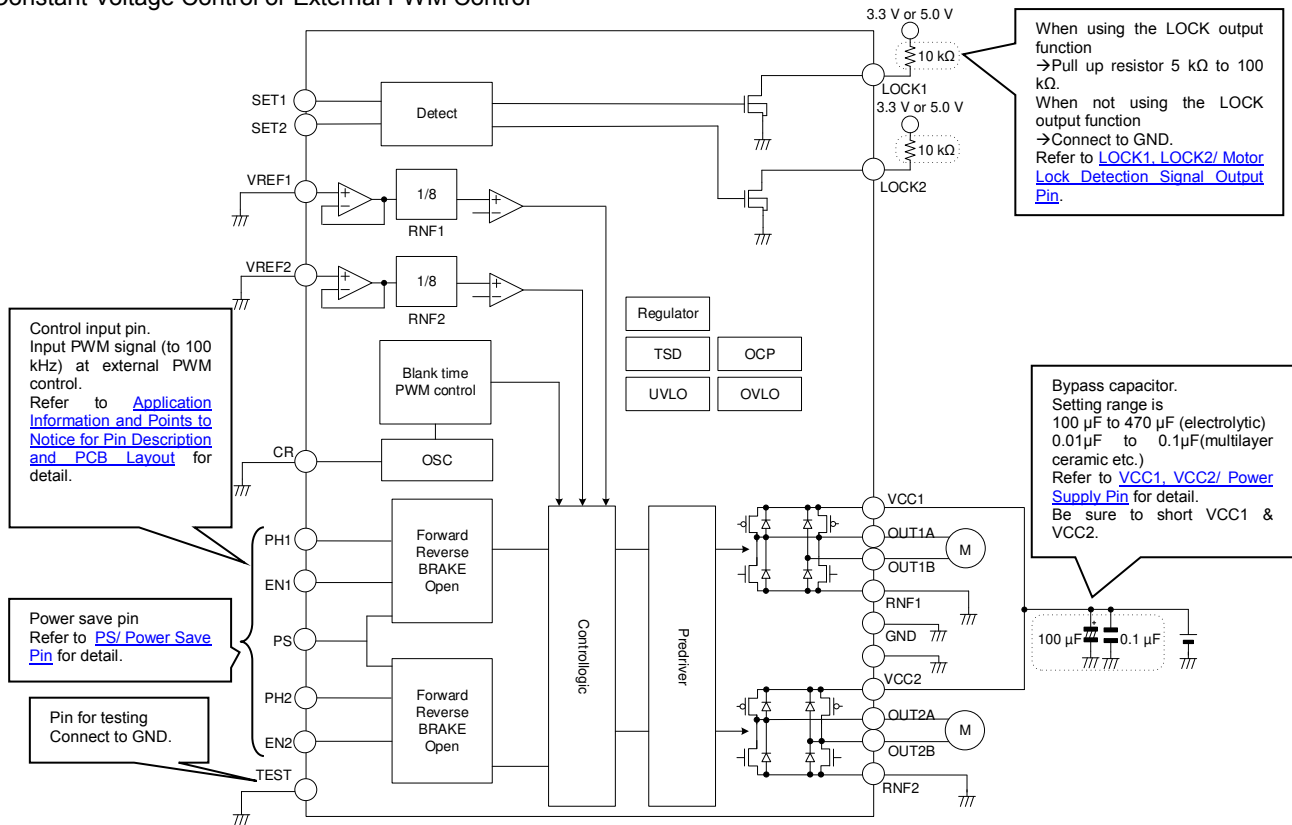 Constant Voltage Control or External PWM Control
3.3 V or 5.0 V
10 kΩ
LOCK1
3.3 V or 5.0 V
10 kΩ
LOCK2
When using the LOCK output
function
→Pull up resistor 5 kΩ to 100
kΩ.
When not using the LOCK
output function
→Connect to GND.
Refer to LOCK1, LOCK2/ Motor
Lock Detection Signal Output
Pin.
SET1
SET2
Detect
VREF1
1/8
RNF1
VREF2
1/8
RNF2
Control input pin.
Input PWM signal (to 100
kHz) at external PWM
control.
Refer to Application
Information and Points to
Notice for Pin Description
and PCB Layout for
detail.
Regulator
TSD
OCP
UVLO
OVLO
Blank time
PWM control
CR
OSC
Bypass capacitor.
Setting range is
100 µF to 470 µF (electrolytic)
0.01µF to 0.1µF(multilayer
ceramic etc.)
Refer to VCC1, VCC2/ Power
Supply Pin for detail.
Be sure to short VCC1 &
VCC2.
PH1
EN1
PS
PH2
EN2
TEST
Forward
Reverse
BRAKE
Open
Forward
Reverse
BRAKE
Open
Controllogic
Predriver
VCC1
OUT1A
M
OUT1B
RNF1
GND
VCC2
OUT2A
M
OUT2B
RNF2
+
100 µF
0.1 µF
Power save pin
Refer to PS/ Power Save
Pin for detail.
Pin for testing
Connect to GND.